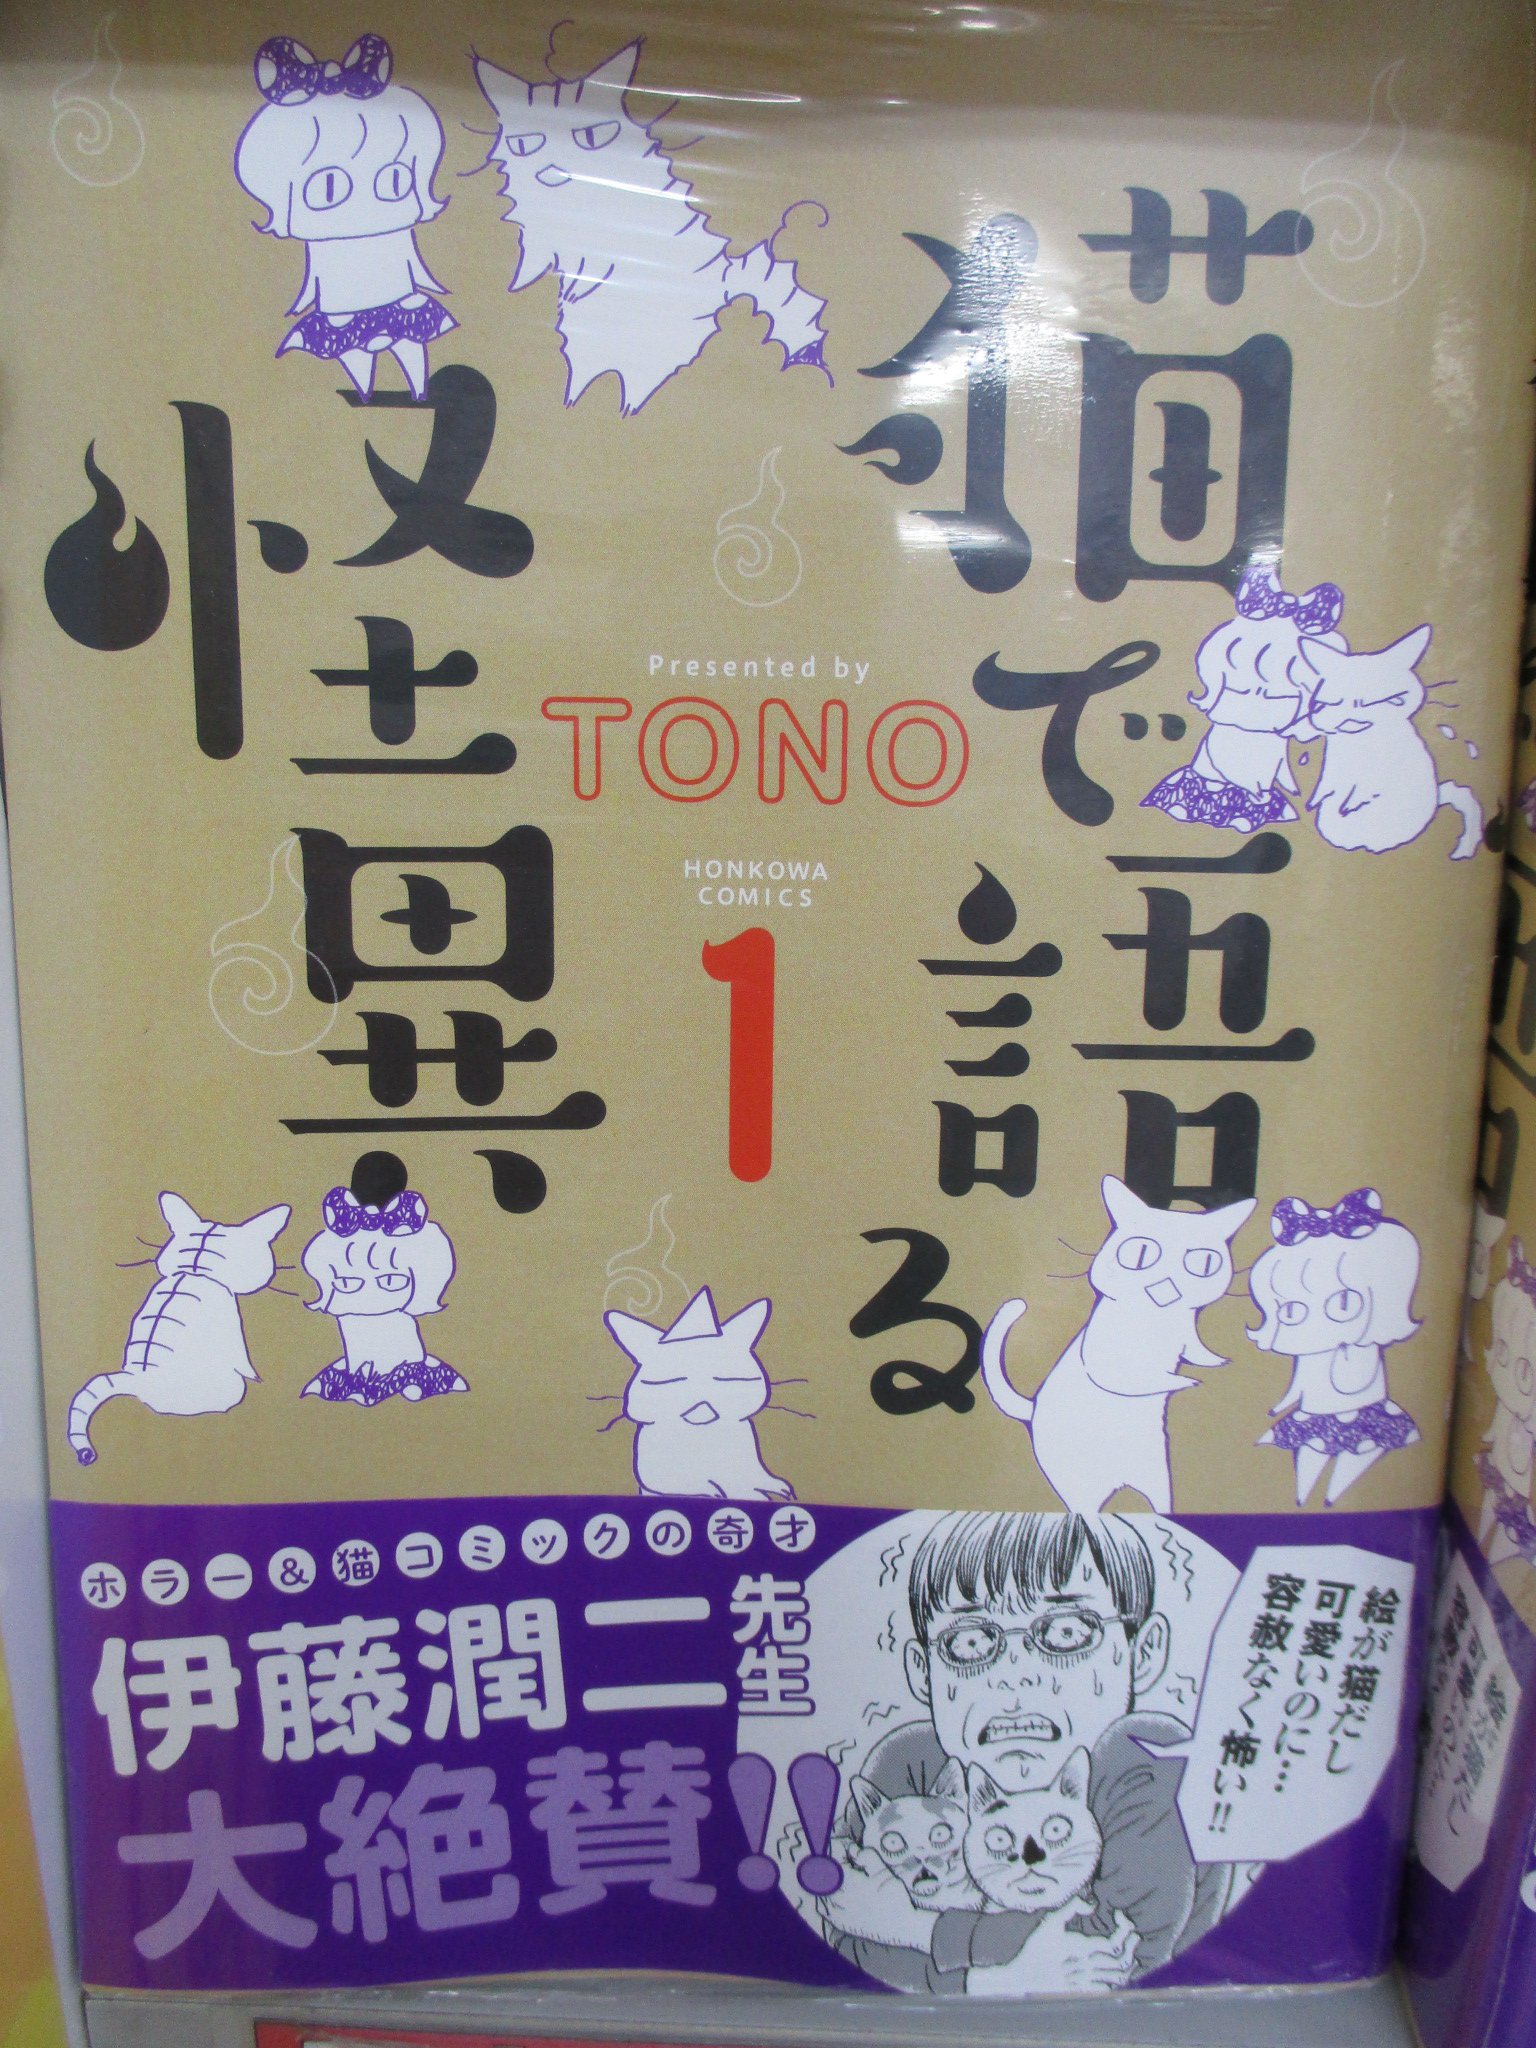 猫で語る
怪異
Presented by
TONO
HONKOWA
COMICS
1
ホラー&猫コミックの奇才
伊藤潤二先生
大絶賛!!
絵が猫だし
可愛いのに…
容赦なく怖い!!